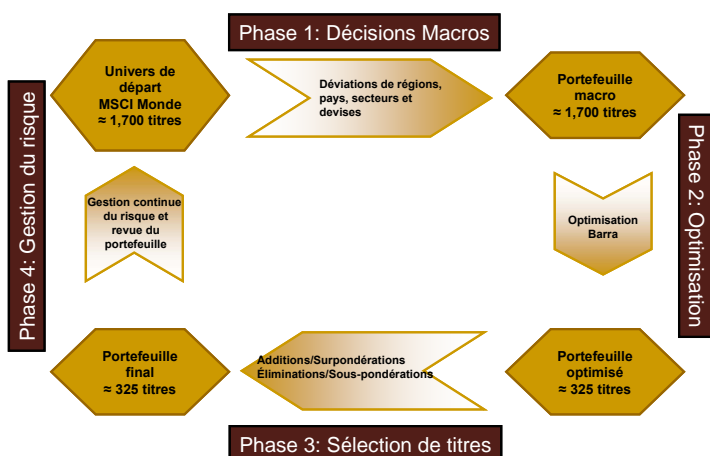 Phase 1: Décisions Macros
Univers de
départ
MSCI Monde
≈ 1,700 titres
Déviations de régions,
pays, secteurs et
devises
Portefeuille
macro
≈ 1,700 titres
Phase 2: Optimisation
Optimisation
Barra
Portefeuille
optimisé
≈ 325 titres
Phase 3: Sélection de titres
Additions/Surpondérations
Éliminations/Sous-pondérations
Portefeuille
final
≈ 325 titres
Phase 4: Gestion du risque
Gestion continue
du risque et
revue du
portefeuille